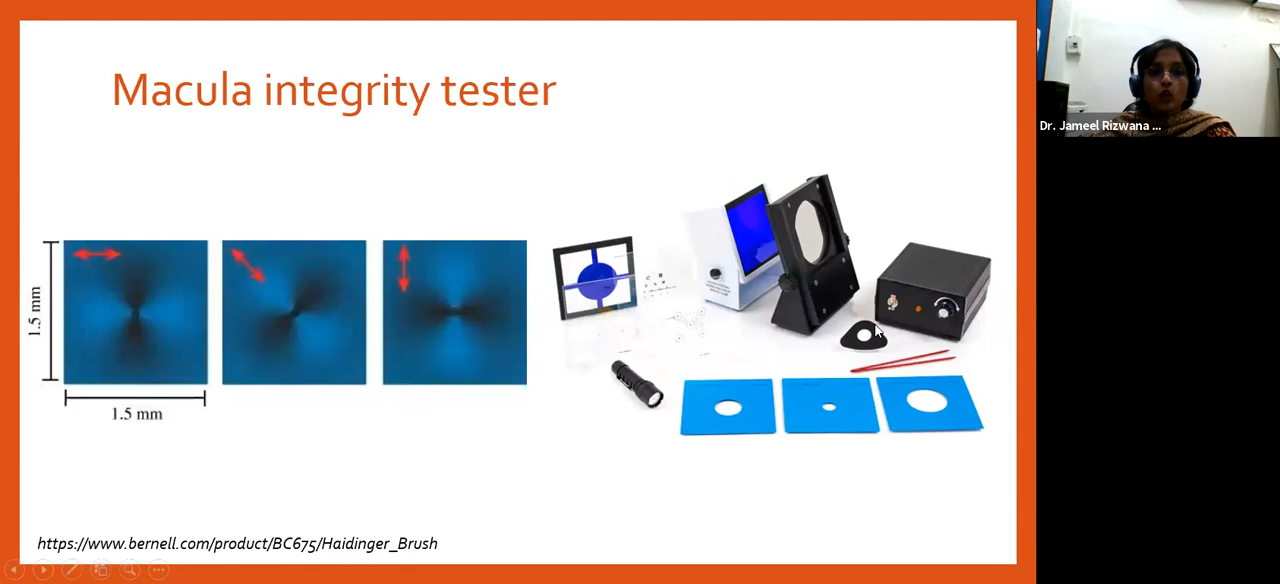 Macula integrity tester
Dr. Jameel Rizwana ...
1.5 mm
1.5 mm
https://www.bernell.com/product/BC675/Haidinger_Brush